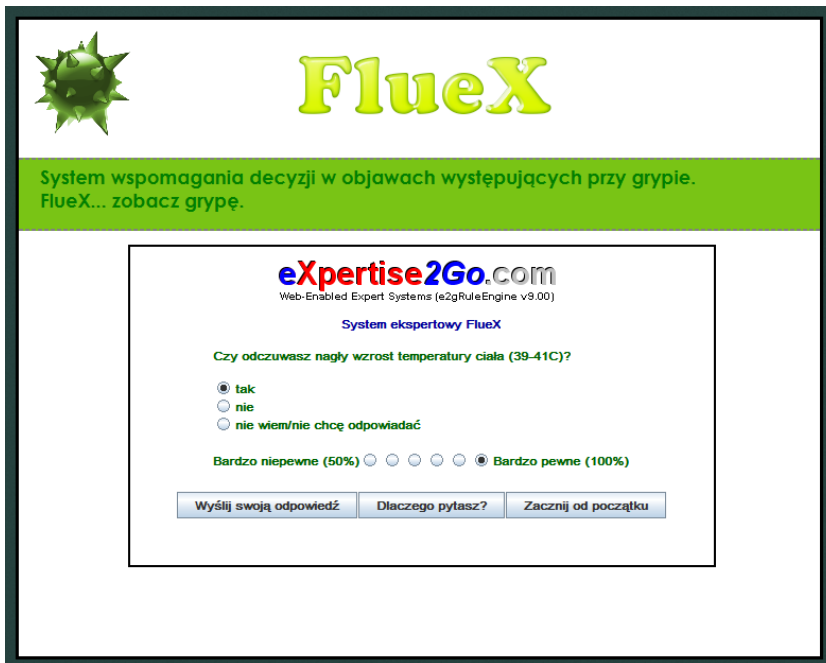 FlueX
System wspomagania decyzji w objawach występujących przy grypie.
FlueX... zobacz grypę.
eXpertise2Go.com
Web-Enabled Expert Systems (e2gRuleEngine v9.00)
System ekspertowy FlueX
Czy odczuwasz nagły wzrost temperatury ciała (39-41C)?
tak
nie
nie wiem/nie chcę odpowiadać
Bardzo niepewne (50%) Bardzo pewne (100%)
Wyślij swoją odpowiedź Dlaczego pytasz? Zacznij od początku